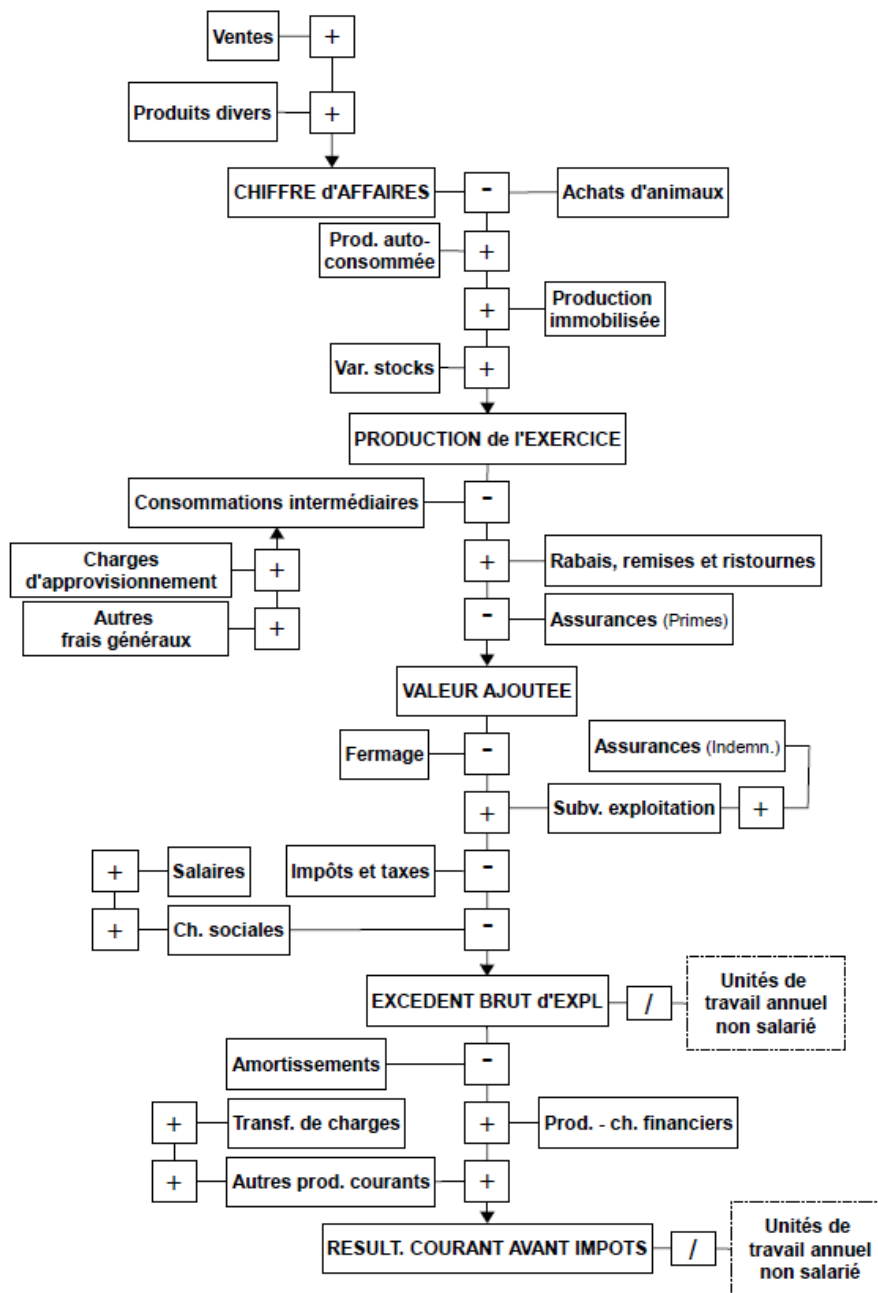 Ventes
+
Produits divers
+
CHIFFRE d'AFFAIRES
-
Achats d'animaux
Prod. auto-
consommée
+
+
Production
immobilisée
Var. stocks
+
PRODUCTION de l'EXERCICE
Consommations intermédiaires
-
Charges
d'approvisionnement
+
+
Rabais, remises et ristournes
Autres
frais généraux
+
-
Assurances (Primes)
VALEUR AJOUTEE
Fermage
-
Assurances (Indemn.)
+
Subv. exploitation
+
+
Salaires
Impôts et taxes
-
+
Ch. sociales
-
EXCEDENT BRUT d'EXPL
/
Unités de
travail annuel
non salarié
Amortissements
-
+
Transf. de charges
+
Prod. - ch. financiers
+
Autres prod. courants
+
RESULT. COURANT AVANT IMPOTS
/
Unités de
travail annuel
non salarié